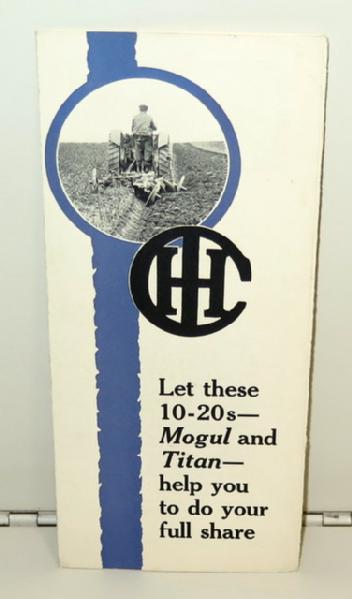 IHC
Let these
10-20s—
Mogul and
Titan—
help you
to do your
full share